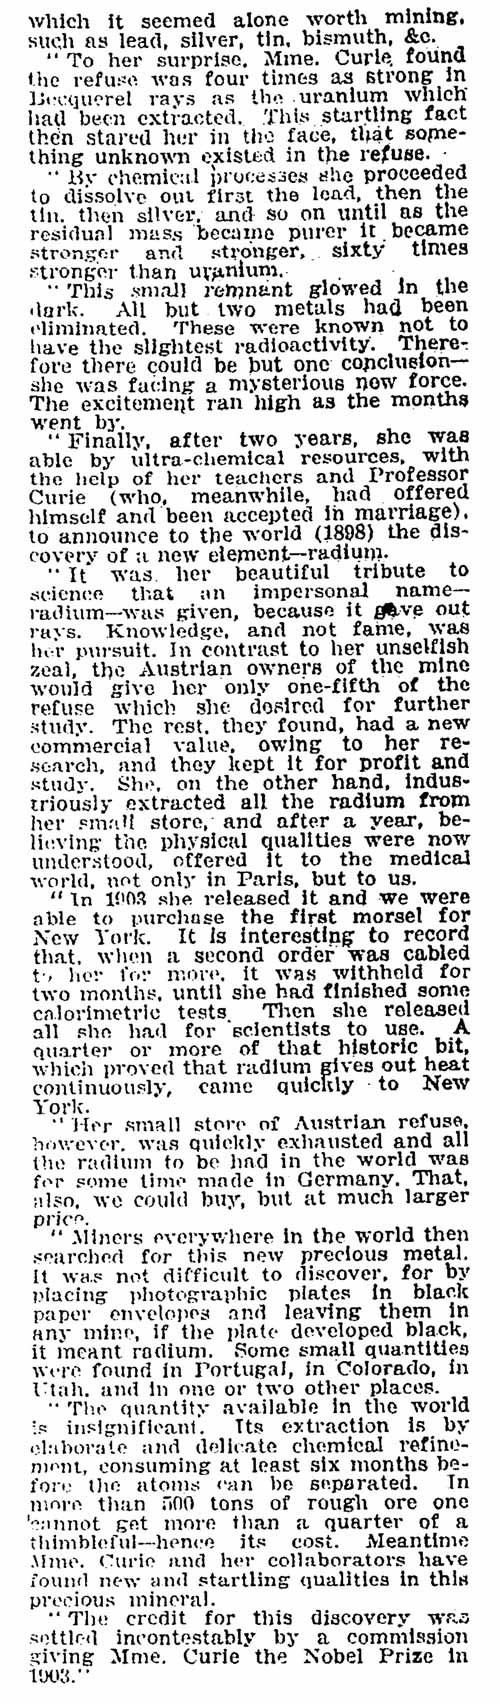 which it seemed alone worth mining,
such as lead, silver, tin, bismuth, &c.
" To her surprise, Mme. Curie found
the refuse was four times as strong in
Becquerel rays as the uranium which
had been extracted. This startling fact
then stared her in the face, that some-
thing unknown existed in the refuse.
" By chemical processes she proceeded
to dissolve out first the lead, then the
tin, then silver, and so on until as the
residual mass became purer it became
stronger and stronger, sixty times
stronger than uranium.
" This small remnant glowed in the
dark. All but two metals had been
eliminated. These were known not to
have the slightest radioactivity. There-
fore there could be but one conclusion—
she was facing a mysterious new force.
The excitement ran high as the months
went by.
" Finally, after two years, she was
able by ultra-chemical resources, with
the help of her teachers and Professor
Curie (who, meanwhile, had offered
himself and been accepted in marriage),
to announce to the world (1898) the dis-
covery of a new element—radium.
" It was her beautiful tribute to
science that an impersonal name—
radium—was given, because it gave out
rays. Knowledge, and not fame, was
her pursuit. In contrast to her unselfish
zeal, the Austrian owners of the mine
would give her only one-fifth of the
refuse which she desired for further
study. The rest, they found, had a new
commercial value, owing to her re-
search, and they kept it for profit and
study. She, on the other hand, indus-
triously extracted all the radium from
her small store, and after a year, be-
lieving the physical qualities were now
understood, offered it to the medical
world, not only in Paris, but to us.
" In 1903 she released it and we were
able to purchase the first morsel for
New York. It is interesting to record
that, when a second order was cabled
to her for more, it was withheld for
two months, until she had finished some
calorimetric tests. Then she released
all she had for scientists to use. A
quarter or more of that historic bit,
which proved that radium gives out heat
continuously, came quickly to New
York.
" Her small store of Austrian refuse,
however, was quickly exhausted and all
the radium to be had in the world was
for some time made in Germany. That,
also, we could buy, but at much larger
price.
" Miners everywhere in the world then
searched for this new precious metal.
It was not difficult to discover, for by
placing photographic plates in black
paper envelopes and leaving them in
any mine, if the plate developed black,
it meant radium. Some small quantities
were found in Portugal, in Colorado, in
Utah, and in one or two other places.
" The quantity available in the world
is insignificant. Its extraction is by
elaborate and delicate chemical refine-
ment, consuming at least six months be-
fore the atoms can be separated. In
more than 500 tons of rough ore one
cannot get more than a quarter of a
thimbleful—hence its cost. Meantime
Mme. Curie and her collaborators have
found new and startling qualities in this
precious mineral.
" The credit for this discovery was
settled incontestably by a commission
giving Mme. Curie the Nobel Prize in
1903."